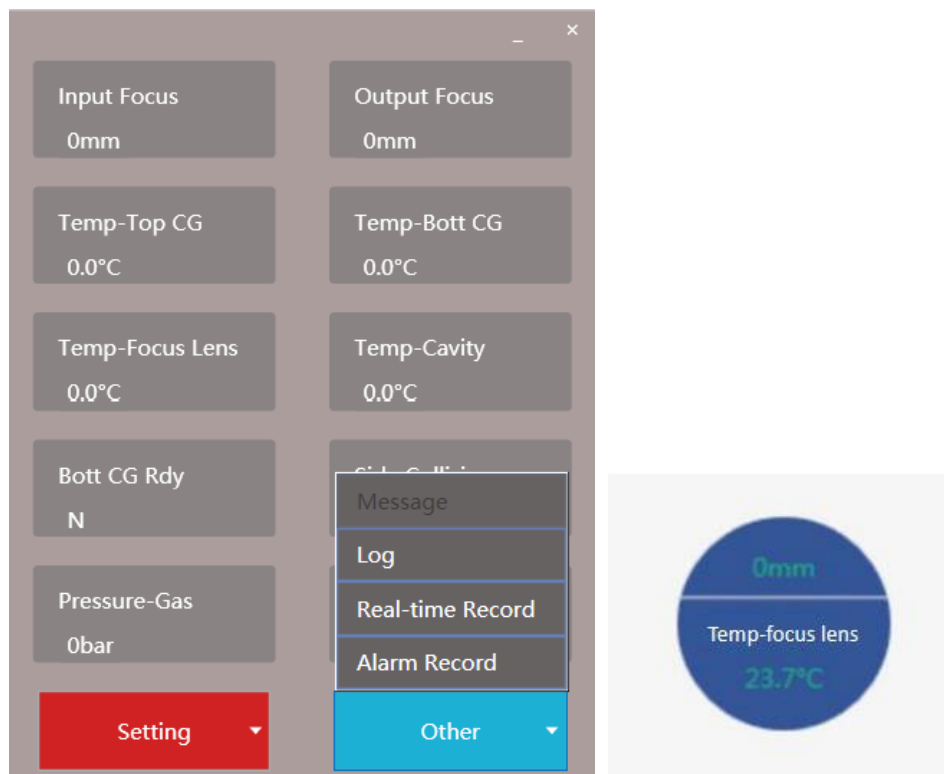 Input Focus
0mm
Output Focus
0mm
Temp-Top CG
0.0°C
Temp-Bott CG
0.0°C
Temp-Focus Lens
0.0°C
Temp-Cavity
0.0°C
Bott CG Rdy
N
Message
Log
Real-time Record
Alarm Record
Pressure-Gas
0bar
Setting
Other
0mm
Temp-focus lens
23.7°C